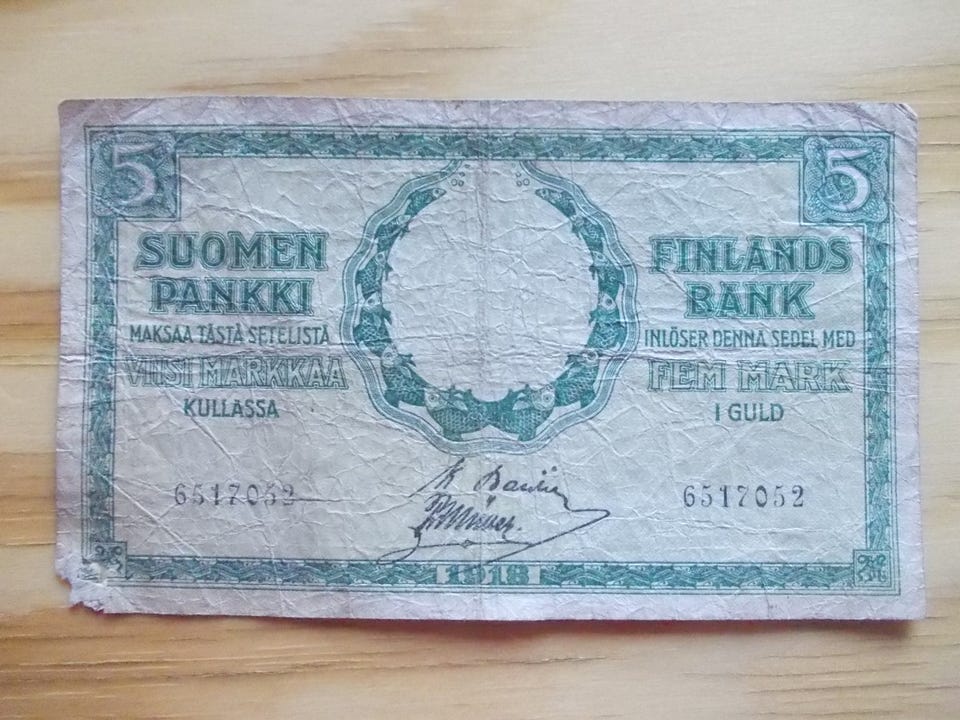 5
5
SUOMEN
PANKKI
MAKSAA TÄSTÄ SETELISTÄ
VIISI MARKKAA
KULLASSA
FINLANDS
BANK
INLÖSER DENNA SEDEL MED
FEM MARK
I GULD
6517052
6517052
1918